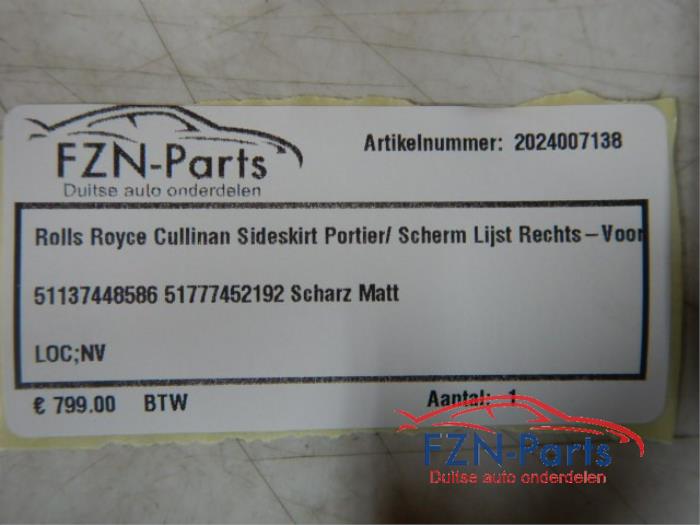 FZN-Parts
Duitse auto onderdelen
Artikelnummer: 2024007138
Rolls Royce Cullinan Sideskirt Portier/ Scherm Lijst Rechts-Voor
51137448586 51777452192 Scharz Matt
LOC;NV
€ 799.00 BTW
Aantal: 1
FZN-Parts
Duitse auto onderdelen